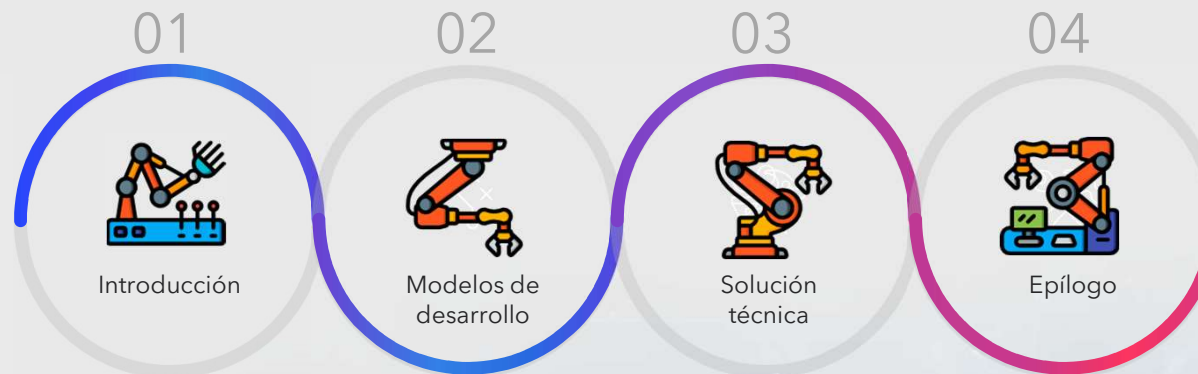 01
02
03
04
Introducción
Modelos de
desarrollo
Solución
técnica
Epílogo